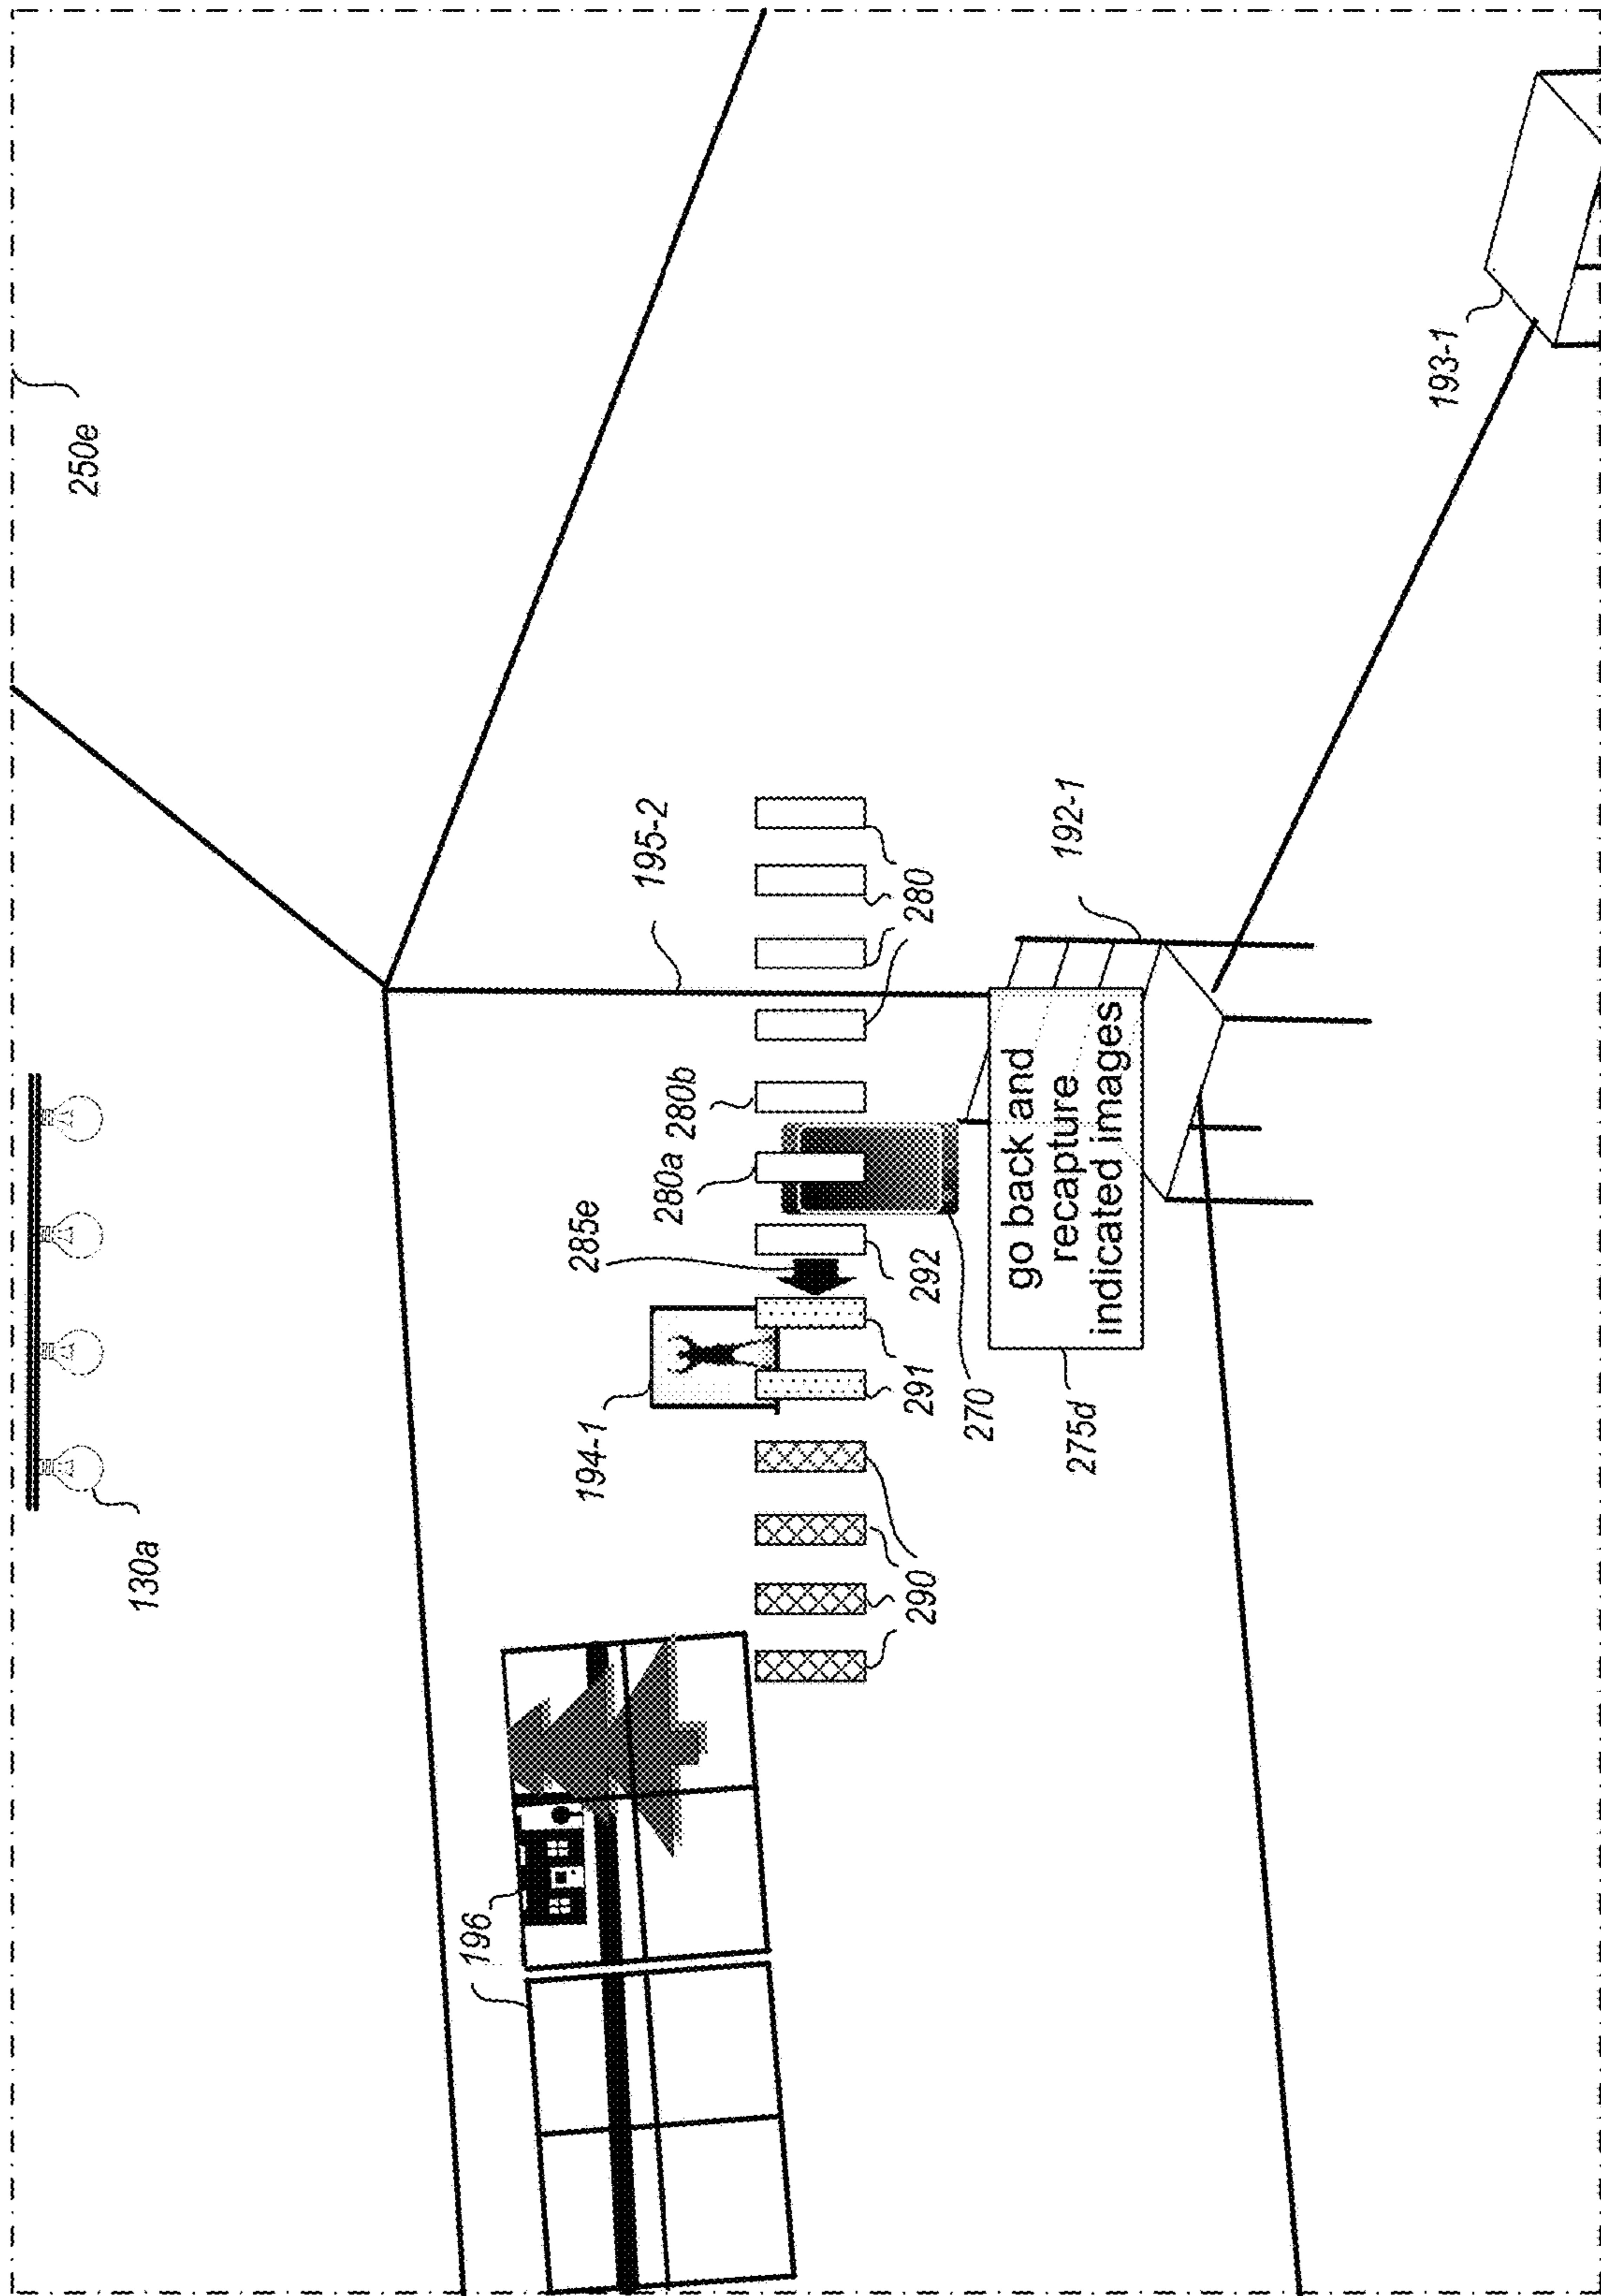 250e
130a
196
194-1
285e
195-2
280a
280b
290
291
292
280
270
go back and
recapture
indicated images
275d
192-1
193-1